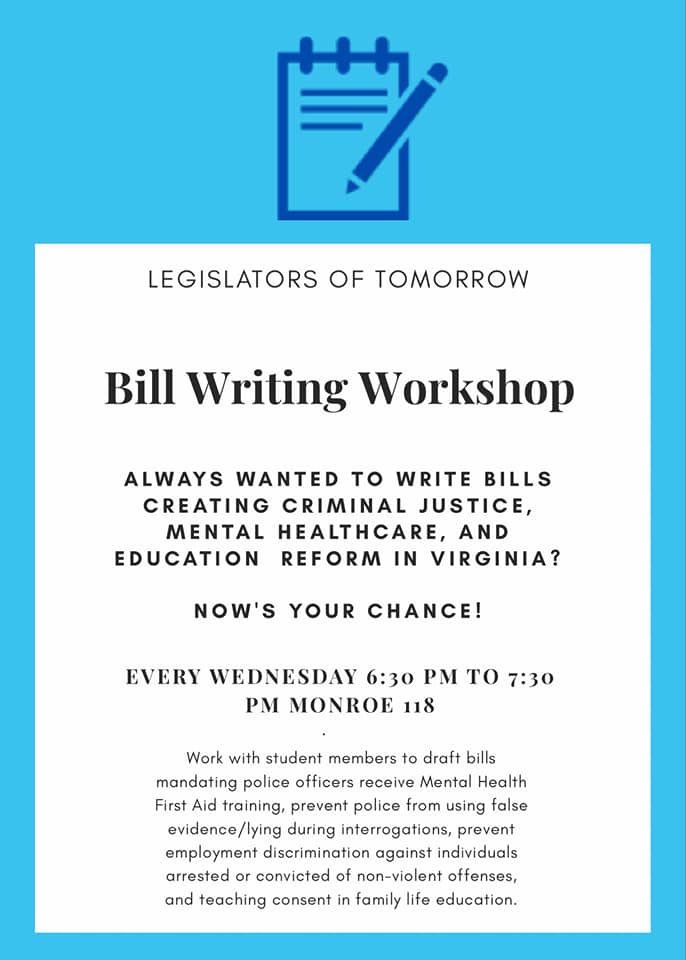 LEGISLATORS OF TOMORROW
Bill Writing Workshop
ALWAYS WANTED TO WRITE BILLS
CREATING CRIMINAL JUSTICE,
MENTAL HEALTHCARE, AND
EDUCATION REFORM IN VIRGINIA?
NOW'S YOUR CHANCE!
EVERY WEDNESDAY 6:30 PM TO 7:30
PM MONROE 118
.
Work with student members to draft bills
mandating police officers receive Mental Health
First Aid training, prevent police from using false
evidence/lying during interrogations, prevent
employment discrimination against individuals
arrested or convicted of non-violent offenses,
and teaching consent in family life education.